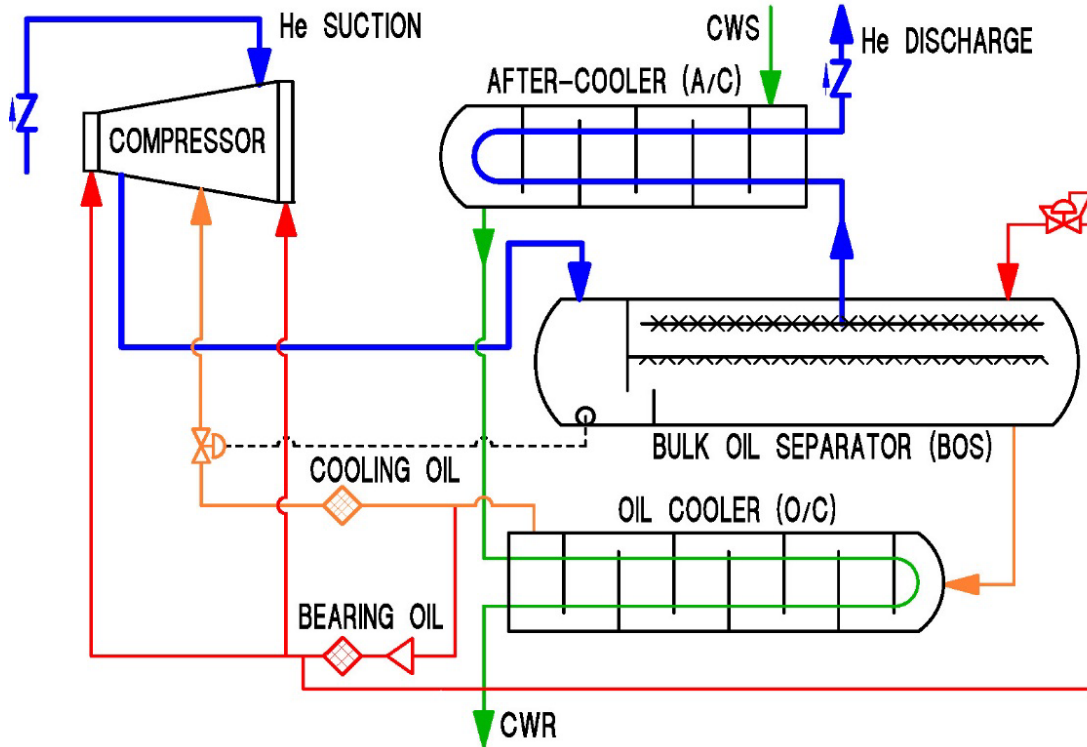 He SUCTION
CWS
He DISCHARGE
AFTER-COOLER (A/C)
COMPRESSOR
BULK OIL SEPARATOR (BOS)
COOLING OIL
OIL COOLER (O/C)
BEARING OIL
CWR